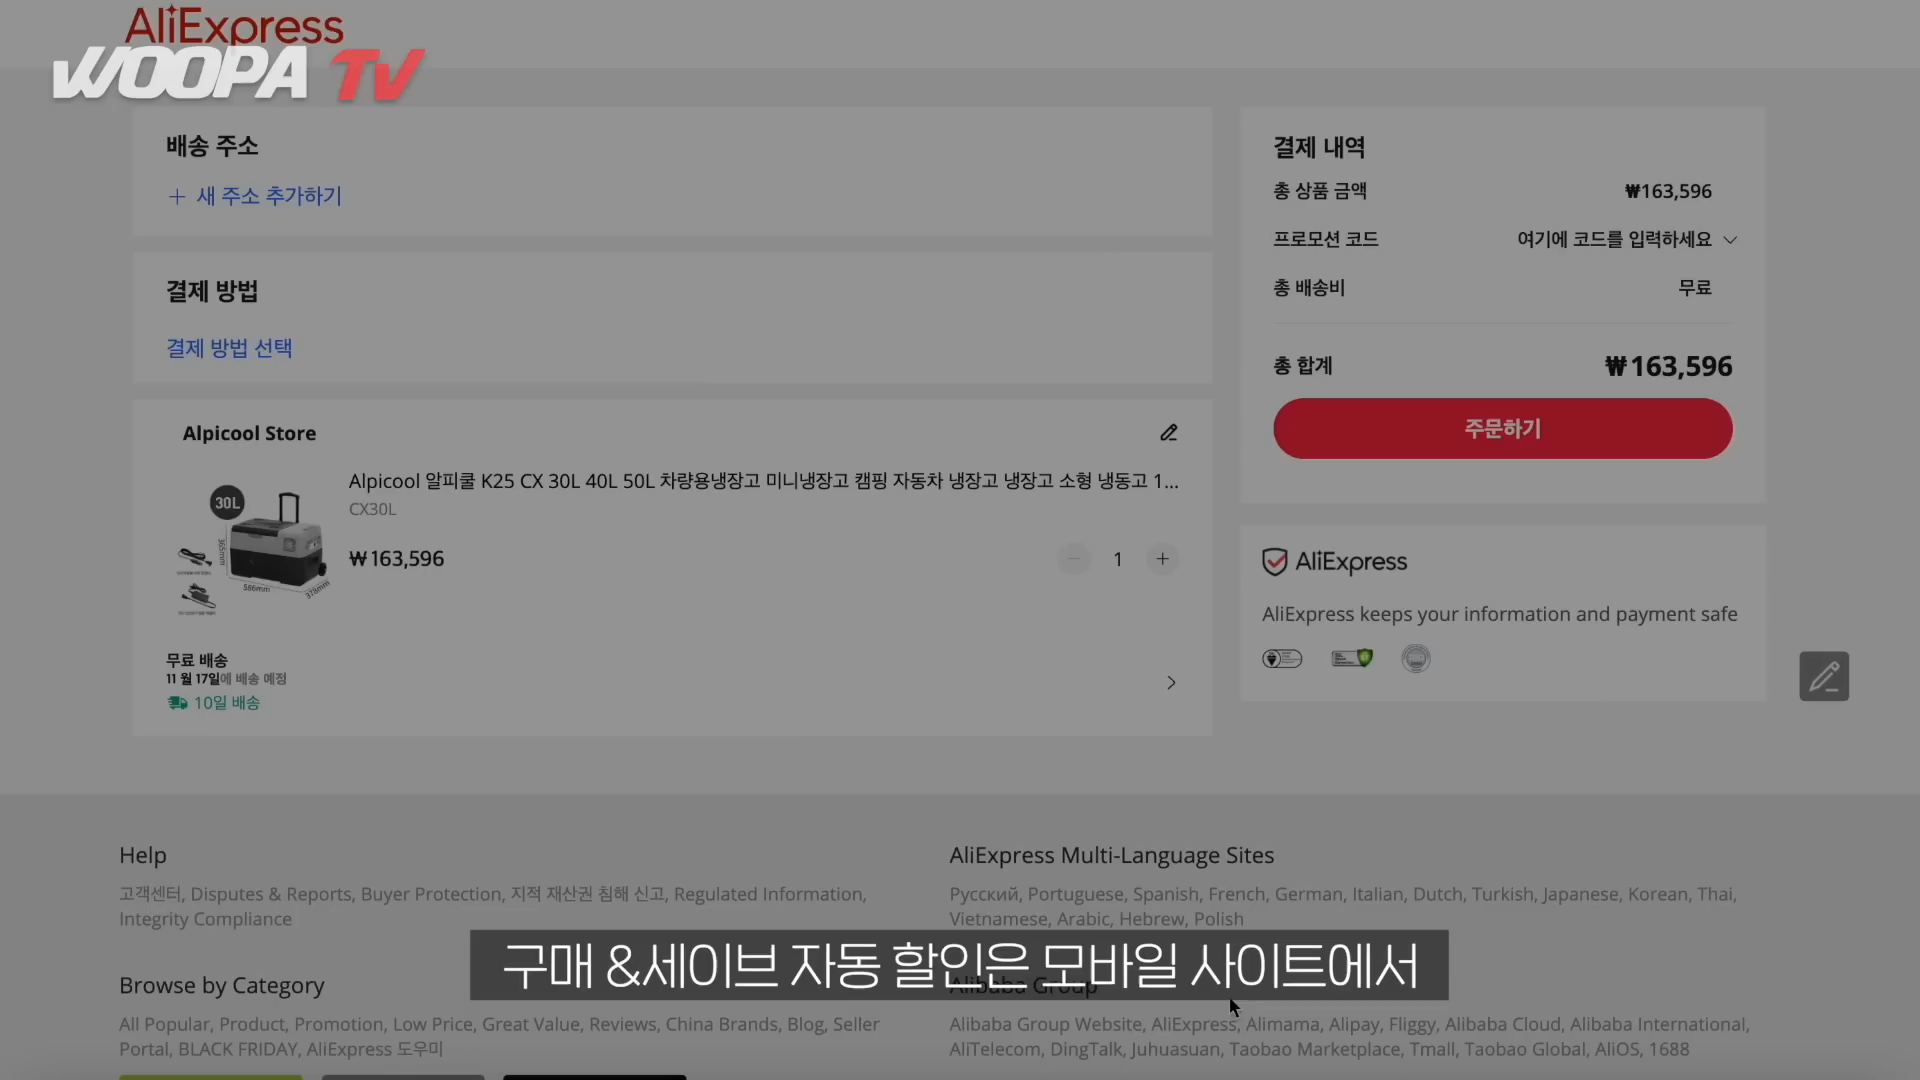 AliExpress
WOOPA TV
배송 주소
+ 새 주소 추가하기
결제 방법
결제 방법 선택
Alpicool Store
Alpicool 알피쿨 K25 CX 30L 40L 50L 차량용냉장고 미니냉장고 캠핑 자동차 냉장고 냉장고 소형 냉동고 1...
CX30L
30L
365mm
586mm
378mm
₩163,596
1
무료 배송
11 월 17일에 배송 예정
10일 배송
결제 내역
총 상품 금액 ₩163,596
프로모션 코드 여기에 코드를 입력하세요
총 배송비 무료
총 합계 ₩163,596
주문하기
AliExpress
AliExpress keeps your information and payment safe
Help
고객센터, Disputes & Reports, Buyer Protection, 지적 재산권 침해 신고, Regulated Information,
Integrity Compliance
AliExpress Multi-Language Sites
Русский, Portuguese, Spanish, French, German, Italian, Dutch, Turkish, Japanese, Korean, Thai,
Vietnamese, Arabic, Hebrew, Polish
구매 &세이브 자동 할인은 모바일 사이트에서
Browse by Category
All Popular, Product, Promotion, Low Price, Great Value, Reviews, China Brands, Blog, Seller
Portal, BLACK FRIDAY, AliExpress 도우미
Alibaba Group
Alibaba Group Website, AliExpress, Alimama, Alipay, Fliggy, Alibaba Cloud, Alibaba International,
AliTelecom, DingTalk, Juhuasuan, Taobao Marketplace, Tmall, Taobao Global, AliOS, 1688